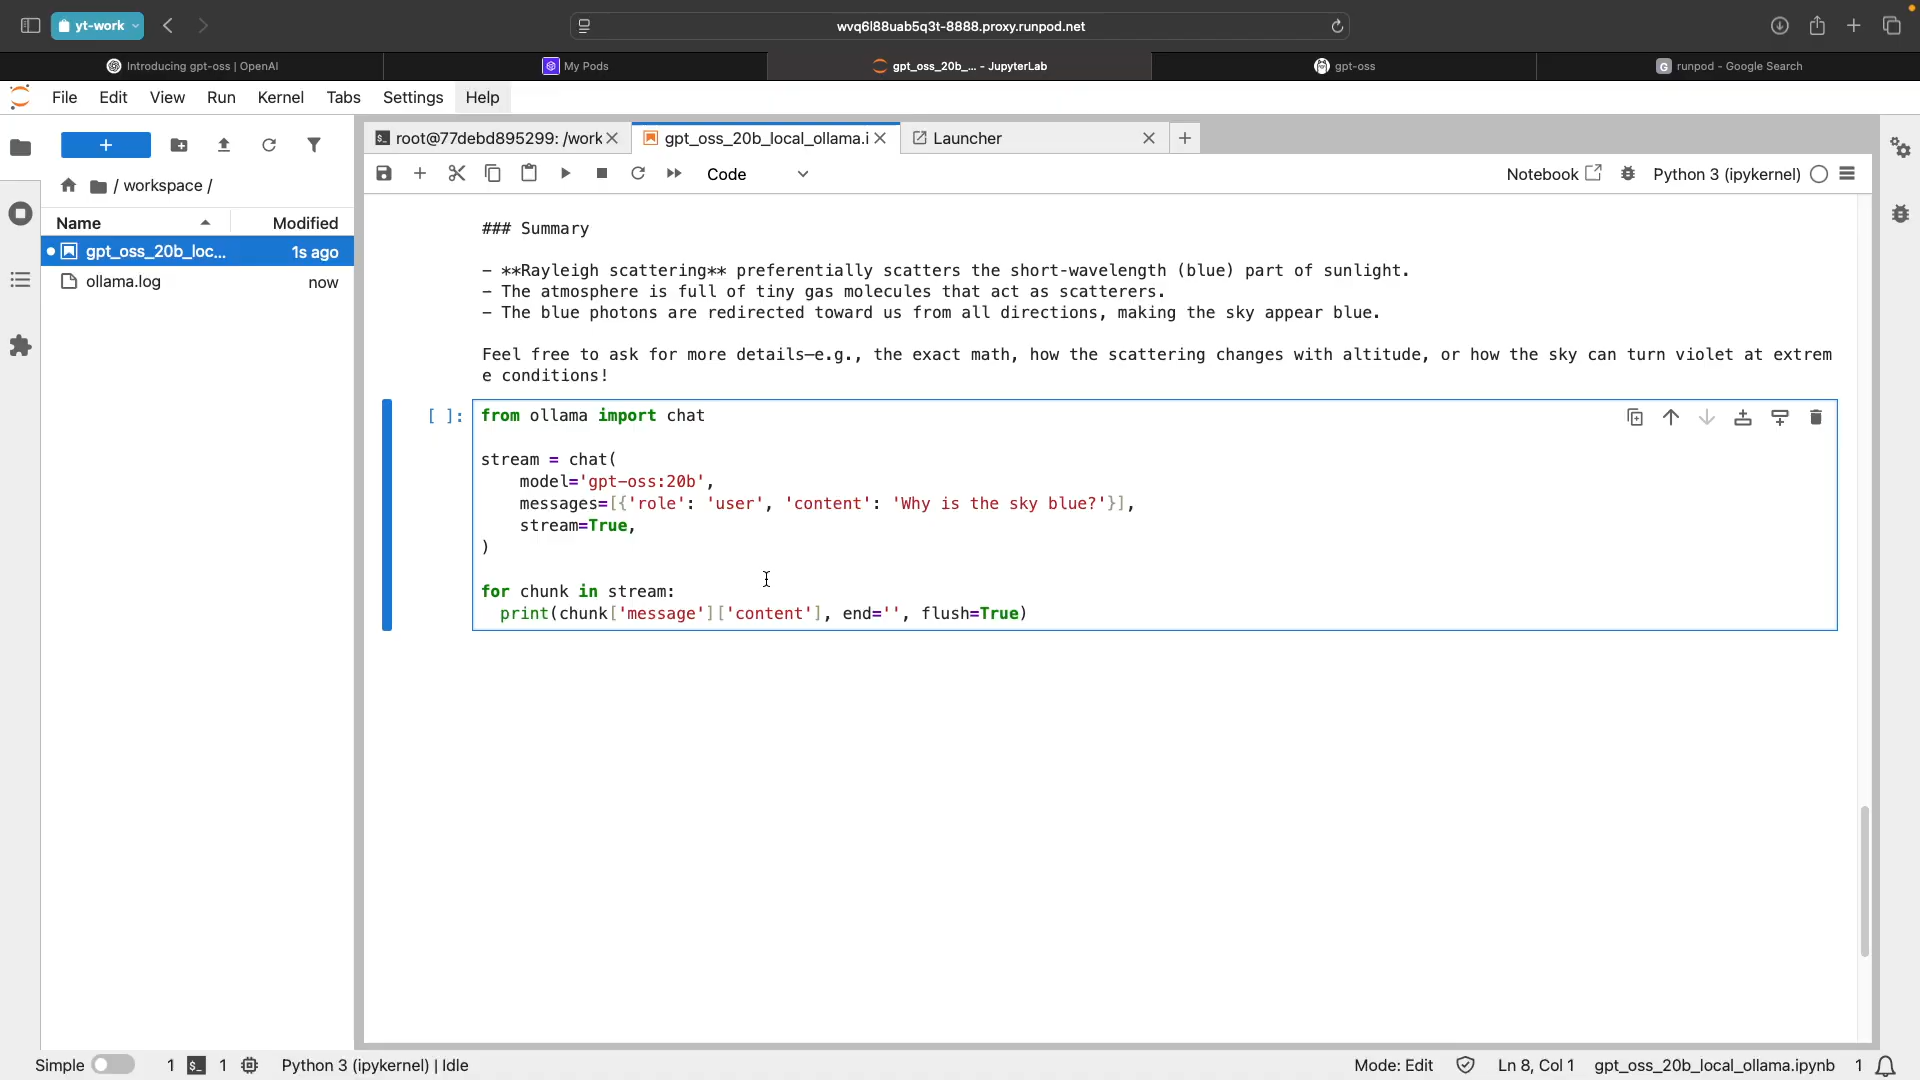 yt-work
wvq6l88uab5q3t-8888.proxy.runpod.net
Introducing gpt-oss | OpenAI
My Pods
gpt_oss_20b_... - JupyterLab
gpt-oss
G runpod - Google Search
File Edit View Run Kernel Tabs Settings Help
root@77debd895299: /work
gpt_oss_20b_local_ollama.i
Launcher
Code
Notebook
Python 3 (ipykernel)
/ workspace /
Name Modified
gpt_oss_20b_loc... 1s ago
ollama.log now
### Summary
- **Rayleigh scattering** preferentially scatters the short-wavelength (blue) part of sunlight.
- The atmosphere is full of tiny gas molecules that act as scatterers.
- The blue photons are redirected toward us from all directions, making the sky appear blue.
Feel free to ask for more details—e.g., the exact math, how the scattering changes with altitude, or how the sky can turn violet at extrem
e conditions!
[ ]:
from ollama import chat
stream = chat(
    model='gpt-oss:20b',
    messages=[{'role': 'user', 'content': 'Why is the sky blue?'}],
    stream=True,
)
for chunk in stream:
  print(chunk['message']['content'], end='', flush=True)
Simple 1 1 Python 3 (ipykernel) | Idle
Mode: Edit Ln 8, Col 1 gpt_oss_20b_local_ollama.ipynb 1